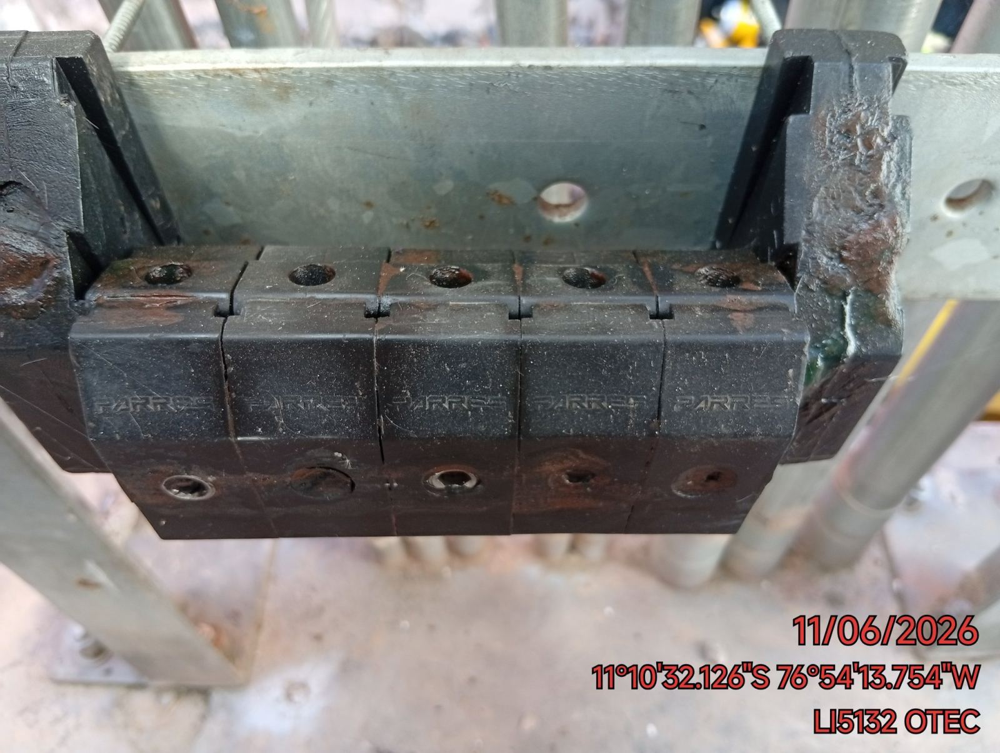 PARRES PARRES PARRES PARRES PARRES
11/06/2026
11°10'32.126"S 76°54'13.754"W
LI5132 OTEC